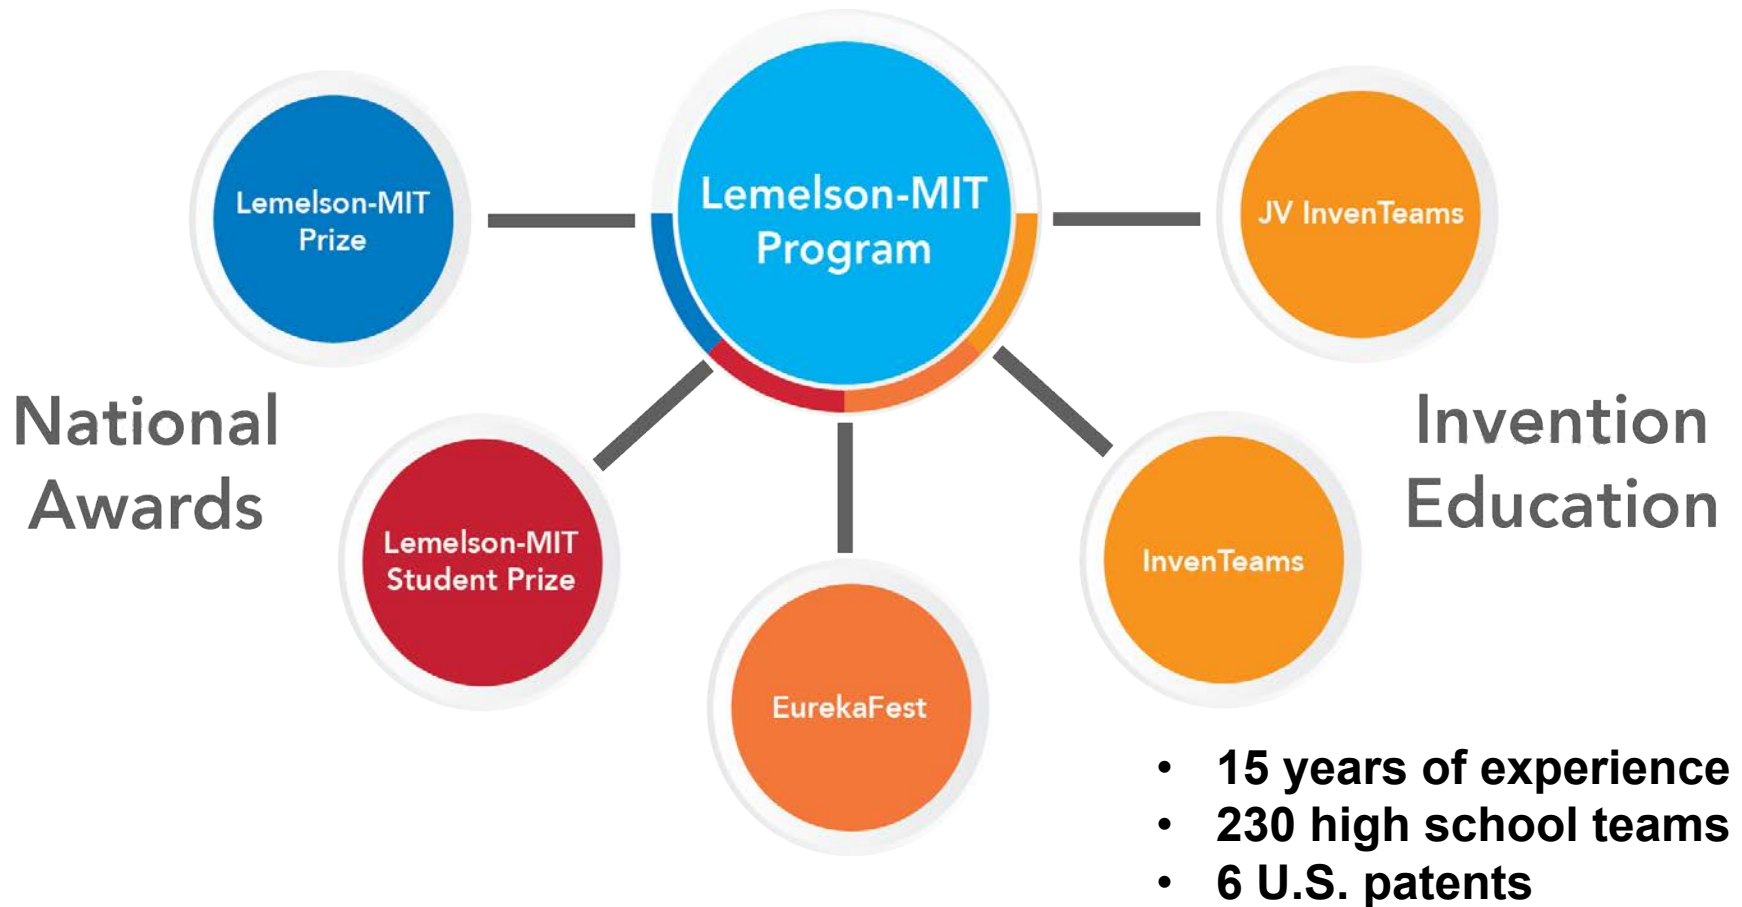 Lemelson-MIT
Program
Lemelson-MIT
Prize
JV InvenTeams
National
Awards
Invention
Education
Lemelson-MIT
Student Prize
InvenTeams
EurekaFest
• 15 years of experience
• 230 high school teams
• 6 U.S. patents